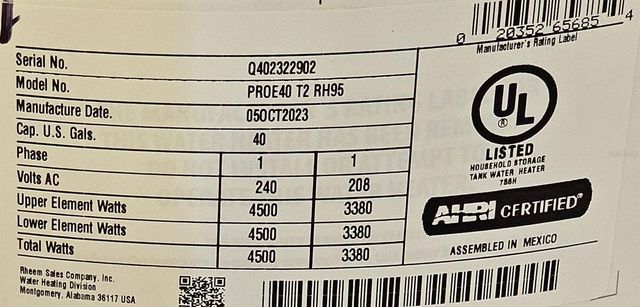 0 20352 65685 4
Manufacturer's Rating Label
Serial No. Q402322902
Model No. PROE40 T2 RH95
Manufacture Date. 05OCT2023
Cap. U.S. Gals. 40
Phase 1 1
Volts AC 240 208
Upper Element Watts 4500 3380
Lower Element Watts 4500 3380
Total Watts 4500 3380
UL
®
LISTED
HOUSEHOLD STORAGE
TANK WATER HEATER
786H
AHRI CERTIFIED®
ASSEMBLED IN MEXICO
Rheem Sales Company, Inc.
Water Heating Division
Montgomery, Alabama 36117 USA